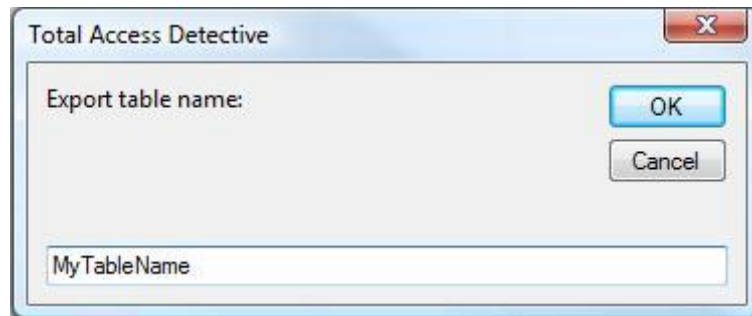 Total Access Detective
Export table name:
OK
Cancel
MyTableName